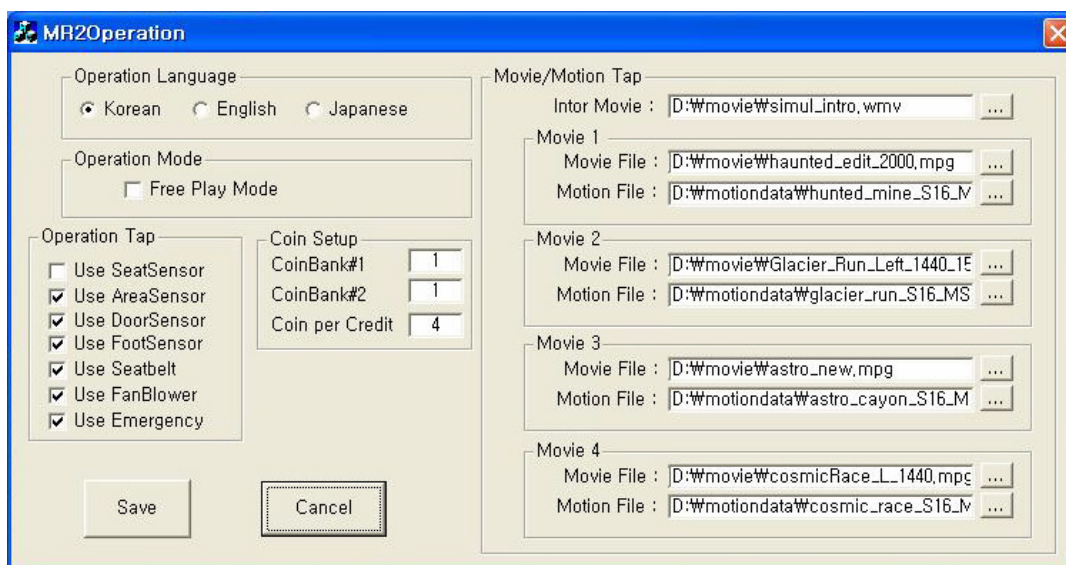 MR2Operation
Operation Language
Korean English Japanese
Operation Mode
Free Play Mode
Operation Tap
Use SeatSensor
Use AreaSensor
Use DoorSensor
Use FootSensor
Use Seatbelt
Use FanBlower
Use Emergency
Coin Setup
CoinBank#1 1
CoinBank#2 1
Coin per Credit 4
Save
Cancel
Movie/Motion Tap
Intor Movie : D:₩movie₩simul_intro,wmv ...
Movie 1
Movie File : D:₩movie₩haunted_edit_2000,mpg ...
Motion File : D:₩motiondata₩hunted_mine_S16_M ...
Movie 2
Movie File : D:₩movie₩Glacier_Run_Left_1440_15 ...
Motion File : D:₩motiondata₩glacier_run_S16_MS ...
Movie 3
Movie File : D:₩movie₩astro_new,mpg ...
Motion File : D:₩motiondata₩astro_cayon_S16_M ...
Movie 4
Movie File : D:₩movie₩cosmicRace_L_1440,mpg ...
Motion File : D:₩motiondata₩cosmic_race_S16_M ...